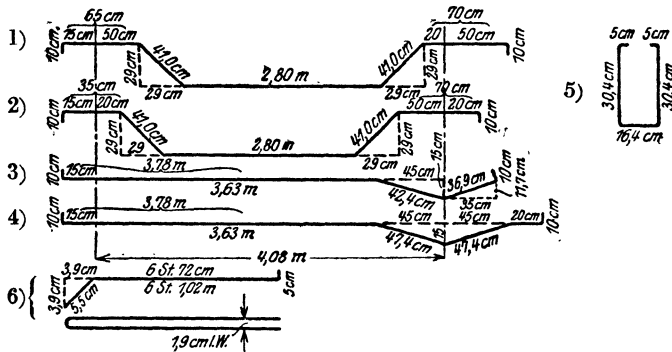 65cm 70cm
1) 10cm. 15cm 50cm 41,0cm 29cm 29cm 2,80 m 41,0cm 29cm 29cm 20 50cm 10cm
35cm 70cm
2) 10cm 15cm 20cm 41,0cm 29cm 29 2,80 m 41,0cm 29cm 29cm 50cm 20cm 10cm
3) 10cm 15cm 3,78 m 3,63 m 45cm 15cm 42,4cm 36,9cm 35cm 10cm 11,1cm
4) 10cm 15cm 3,78 m 3,63 m 45cm 15 47,4cm 45cm 47,4cm 20cm 10cm
4,08 m
5) 5cm 5cm 30,4cm 30,4cm 16,4cm
6) 3,9cm 3,9cm 5,5cm 6 St. 72cm 5cm
6 St. 1,02 m
1,9cm l.W.